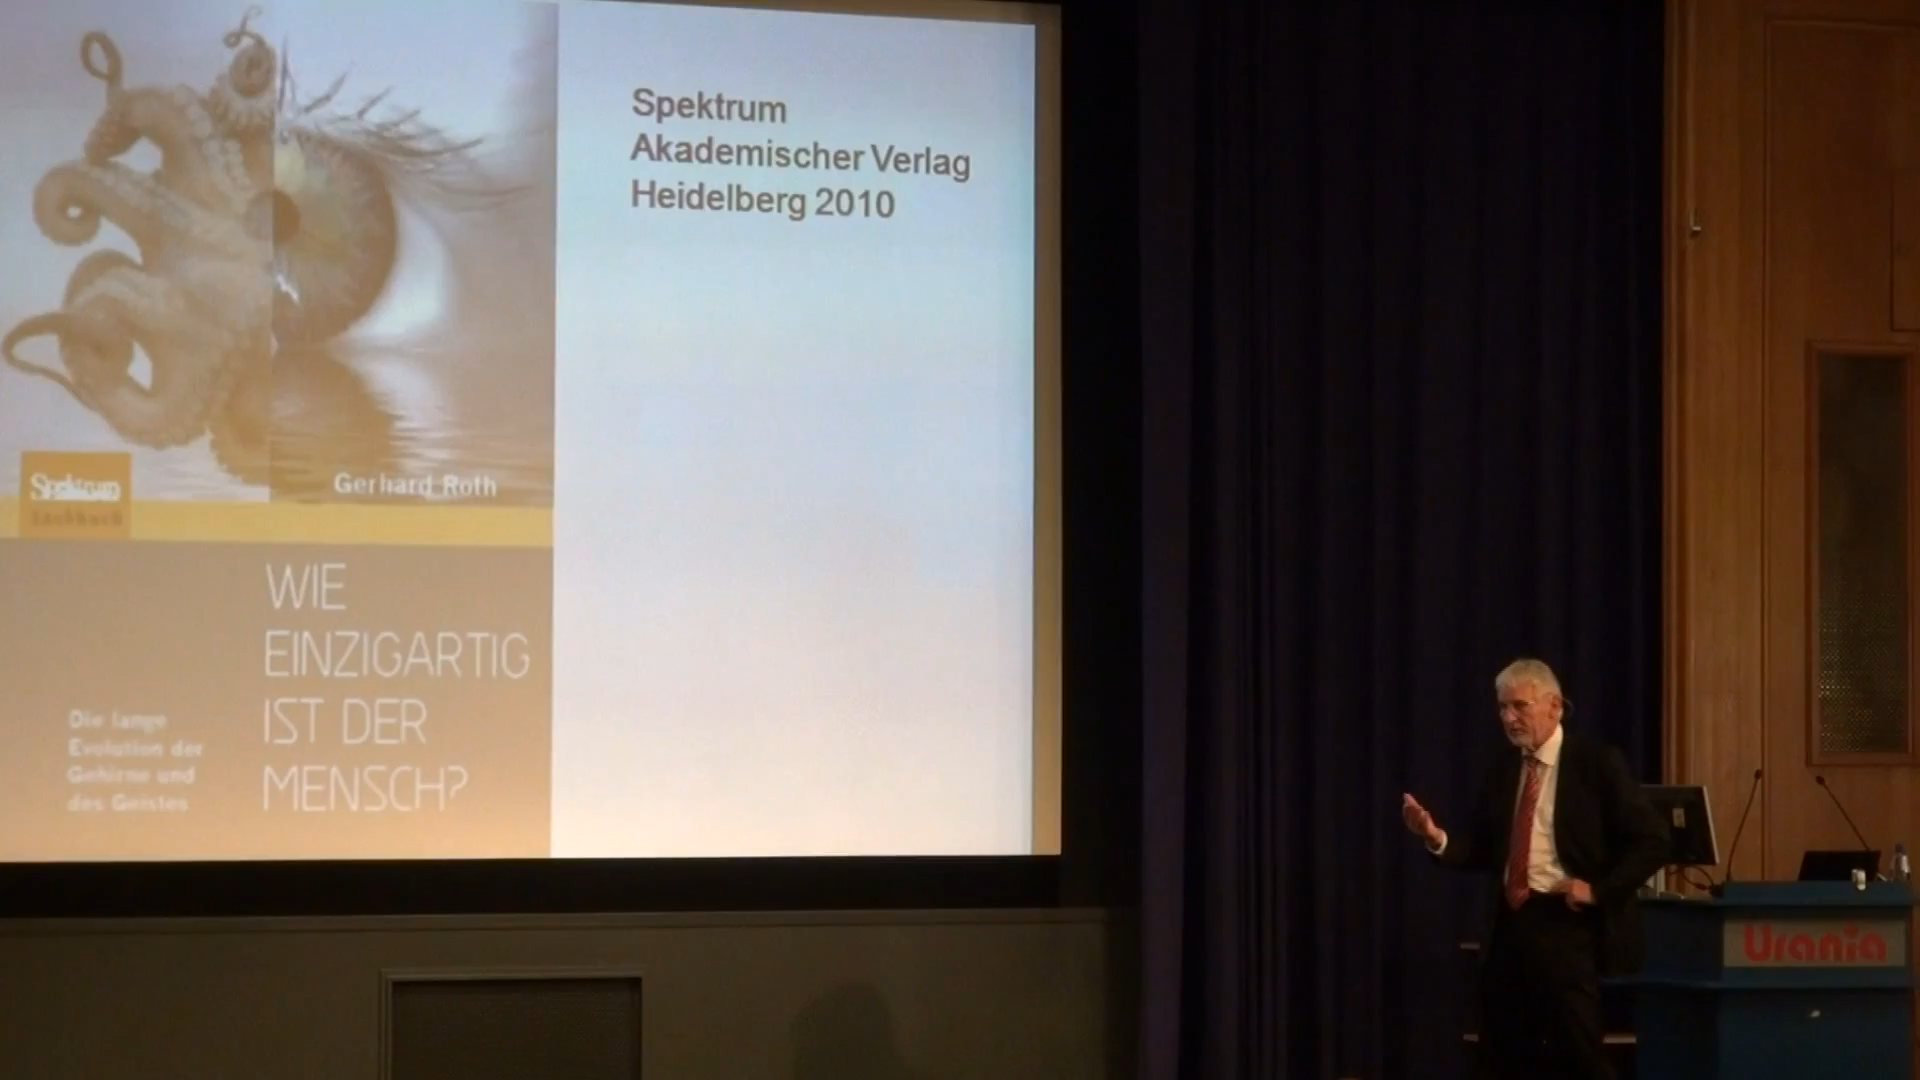 Spektrum
Akademischer Verlag
Heidelberg 2010
Gerhard Roth
Spektrum
Sachbuch
WIE
EINZIGARTIG
IST DER
MENSCH?
Die lange
Evolution der
Gehirne und
des Geistes
Urania